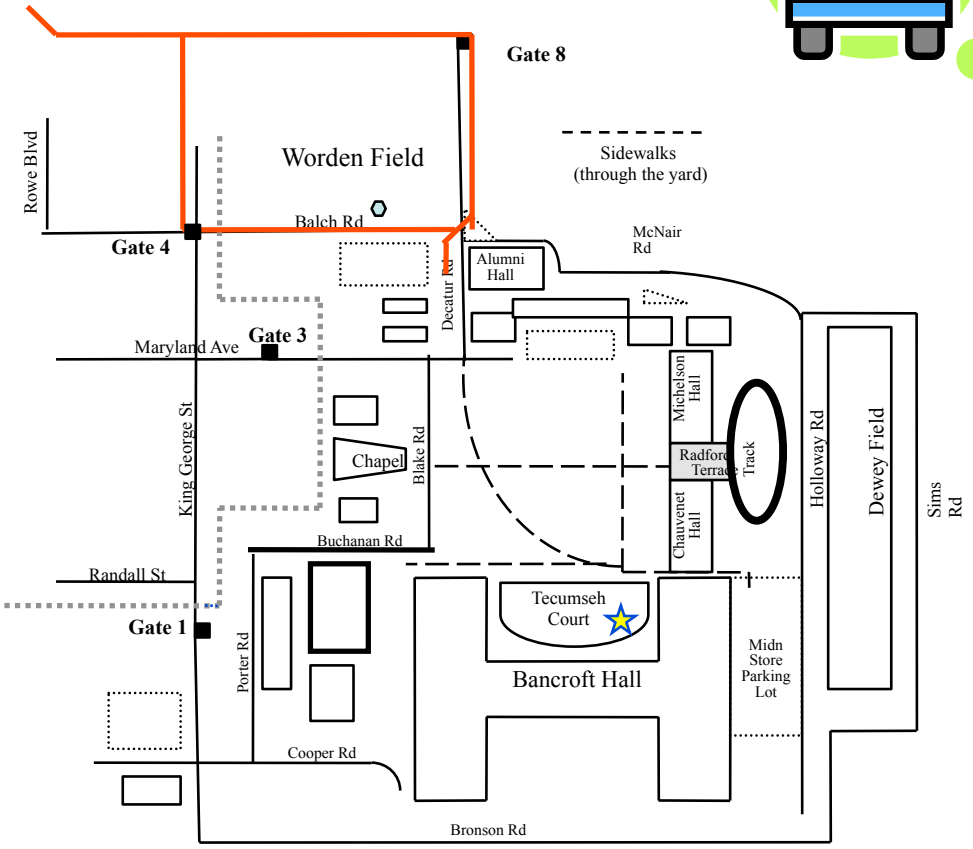 Gate 8
Rowe Blvd
Worden Field
Sidewalks
(through the yard)
Balch Rd
McNair
Rd
Gate 4
Alumni
Hall
Decatur Rd
Gate 3
Maryland Ave
Michelson
Hall
King George St
Chapel
Blake Rd
Radford
Terrace
Track
Holloway Rd
Dewey Field
Sims
Rd
Chauvenet
Hall
Buchanan Rd
Randall St
Gate 1
Tecumseh
Court
Porter Rd
Bancroft Hall
Midn
Store
Parking
Lot
Cooper Rd
Bronson Rd